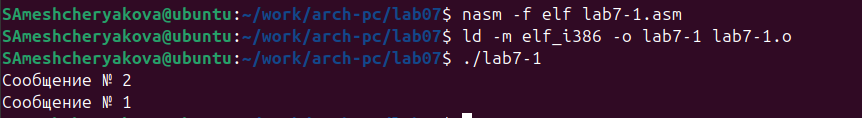 SAmeshcheryakova@ubuntu:~/work/arch-pc/lab07$ nasm -f elf lab7-1.asm
SAmeshcheryakova@ubuntu:~/work/arch-pc/lab07$ ld -m elf_i386 -o lab7-1 lab7-1.o
SAmeshcheryakova@ubuntu:~/work/arch-pc/lab07$ ./lab7-1
Сообщение № 2
Сообщение № 1